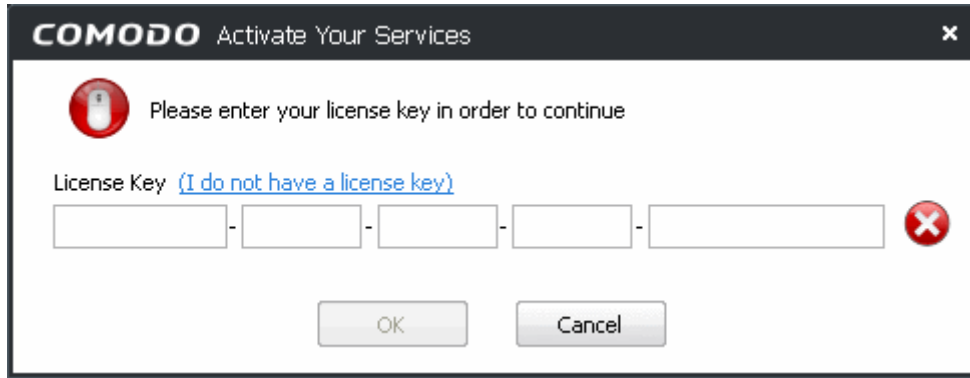 COMODO Activate Your Services
Please enter your license key in order to continue
License Key (I do not have a license key)
- - - -
OK Cancel